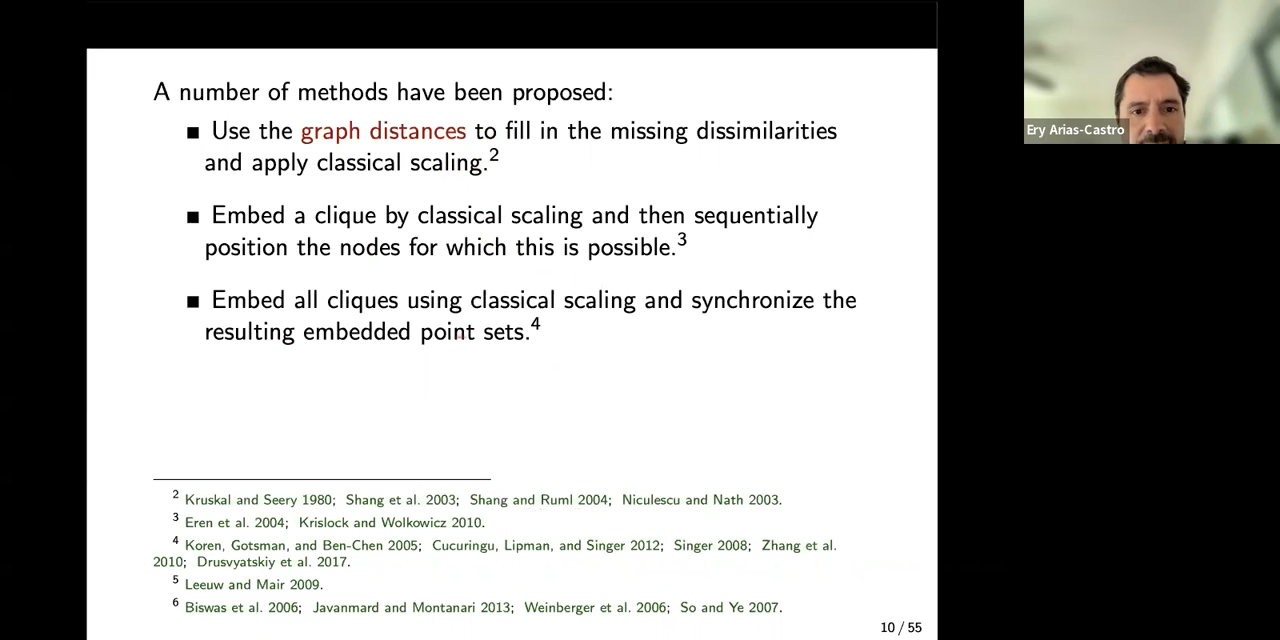 A number of methods have been proposed:
■ Use the graph distances to fill in the missing dissimilarities
and apply classical scaling.2
■ Embed a clique by classical scaling and then sequentially
position the nodes for which this is possible.3
■ Embed all cliques using classical scaling and synchronize the
resulting embedded point sets.4
2 Kruskal and Seery 1980; Shang et al. 2003; Shang and Ruml 2004; Niculescu and Nath 2003.
3 Eren et al. 2004; Krislock and Wolkowicz 2010.
4 Koren, Gotsman, and Ben-Chen 2005; Cucuringu, Lipman, and Singer 2012; Singer 2008; Zhang et al.
2010; Drusvyatskiy et al. 2017.
5 Leeuw and Mair 2009.
6 Biswas et al. 2006; Javanmard and Montanari 2013; Weinberger et al. 2006; So and Ye 2007.
10 / 55
Ery Arias-Castro